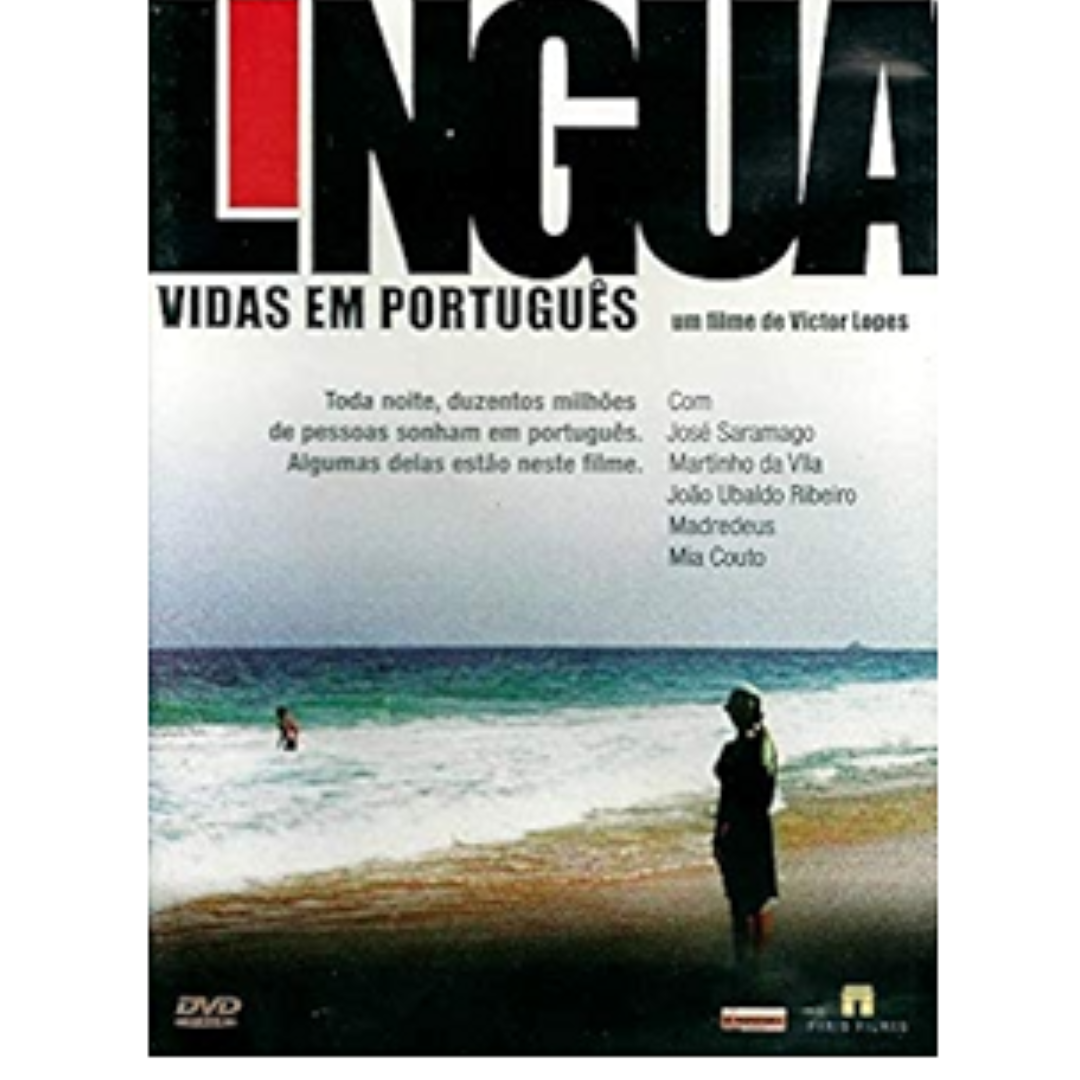 LÍNGUA
VIDAS EM PORTUGUÊS
um filme de Victor Lopes
Toda noite, duzentos milhões
de pessoas sonham em português.
Algumas delas estão neste filme.
Com
José Saramago
Martinho da Vila
João Ubaldo Ribeiro
Madredeus
Mia Couto
DVD